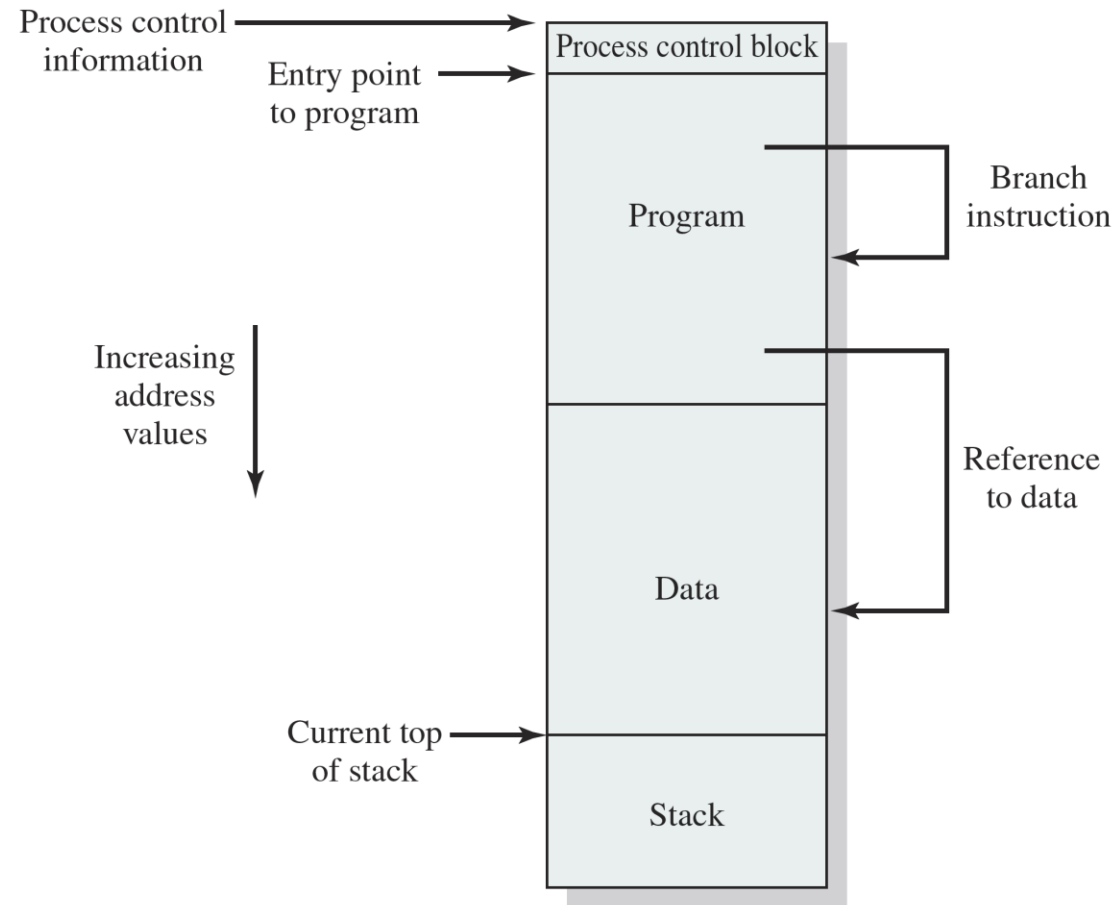 Process control
information
Process control block
Entry point
to program
Branch
instruction
Program
Increasing
address
values
Reference
to data
Data
Current top
of stack
Stack